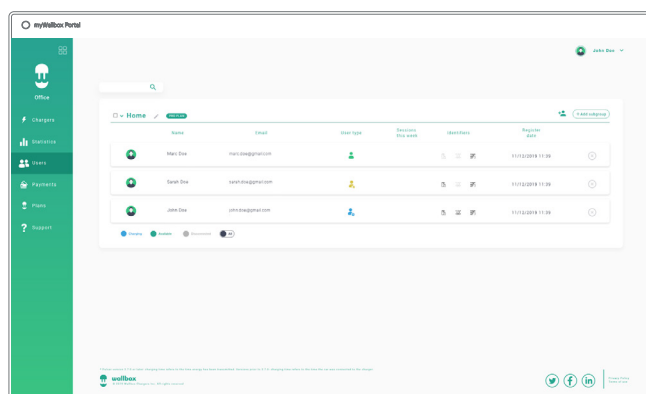 myWallbox Portal
John Doe
Office
Chargers
Statistics
Users
Payments
Plans
Support
Home
+ Add subgroup
Name Email User type Sessions this week Identifiers Register date
Marc Doe marc.doe@gmail.com 11/12/2019 11:39
Sarah Doe sarah.doe@gmail.com 11/12/2019 11:39
John Doe john.doe@gmail.com 11/12/2019 11:39
Charging Available Disconnected All
wallbox